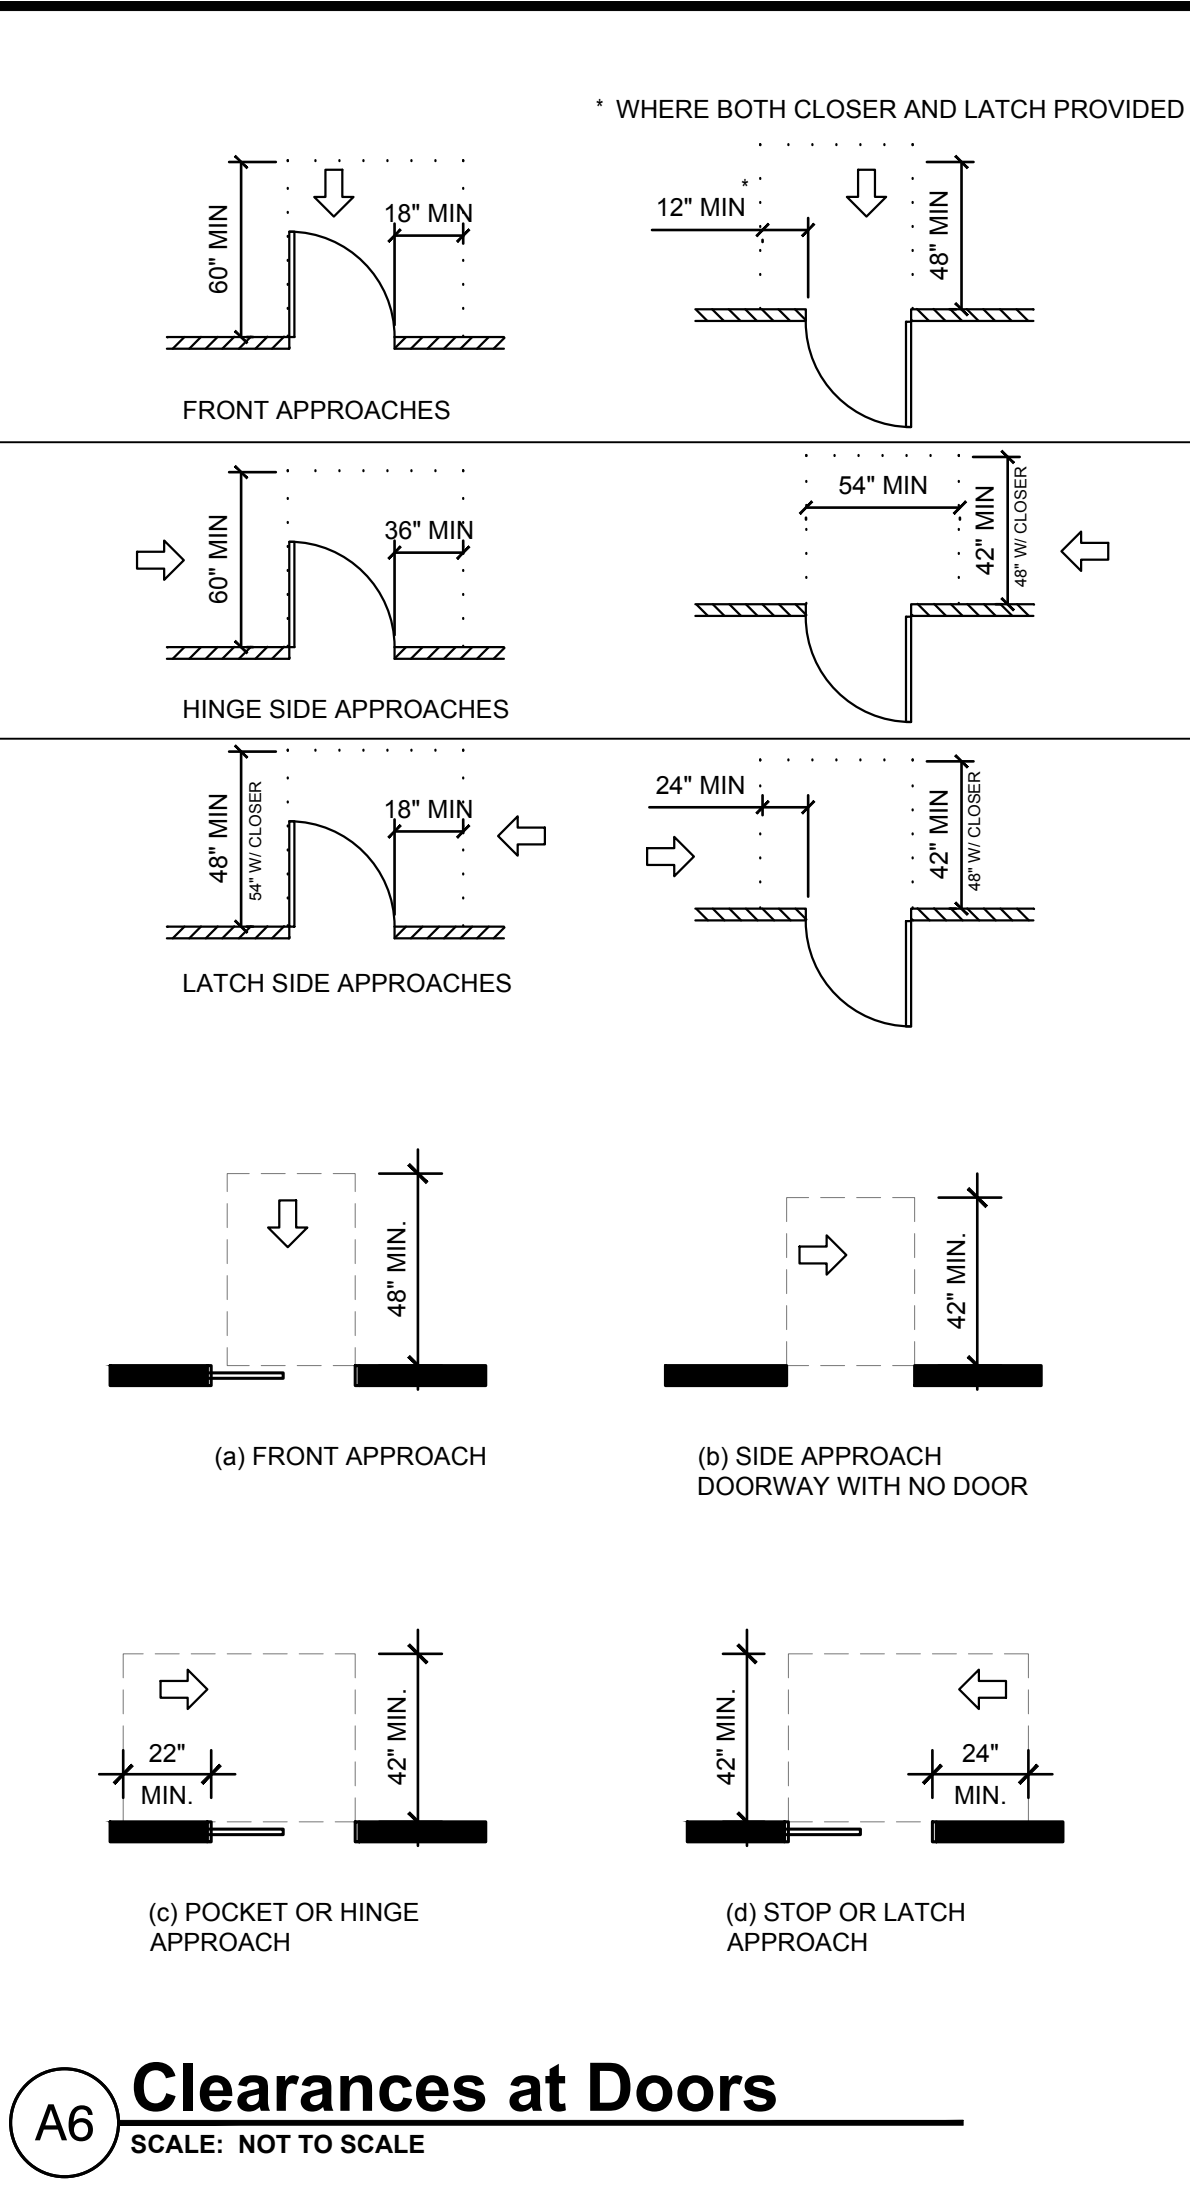 * WHERE BOTH CLOSER AND LATCH PROVIDED
60" MIN
18" MIN
12" MIN
*
48" MIN
FRONT APPROACHES
60" MIN
36" MIN
54" MIN
42" MIN
48" W/ CLOSER
HINGE SIDE APPROACHES
48" MIN
54" W/ CLOSER
18" MIN
24" MIN
42" MIN
48" W/ CLOSER
LATCH SIDE APPROACHES
48" MIN.
42" MIN.
(a) FRONT APPROACH
(b) SIDE APPROACH
DOORWAY WITH NO DOOR
22"
MIN.
42" MIN.
42" MIN.
24"
MIN.
(c) POCKET OR HINGE
APPROACH
(d) STOP OR LATCH
APPROACH
A6
Clearances at Doors
SCALE: NOT TO SCALE